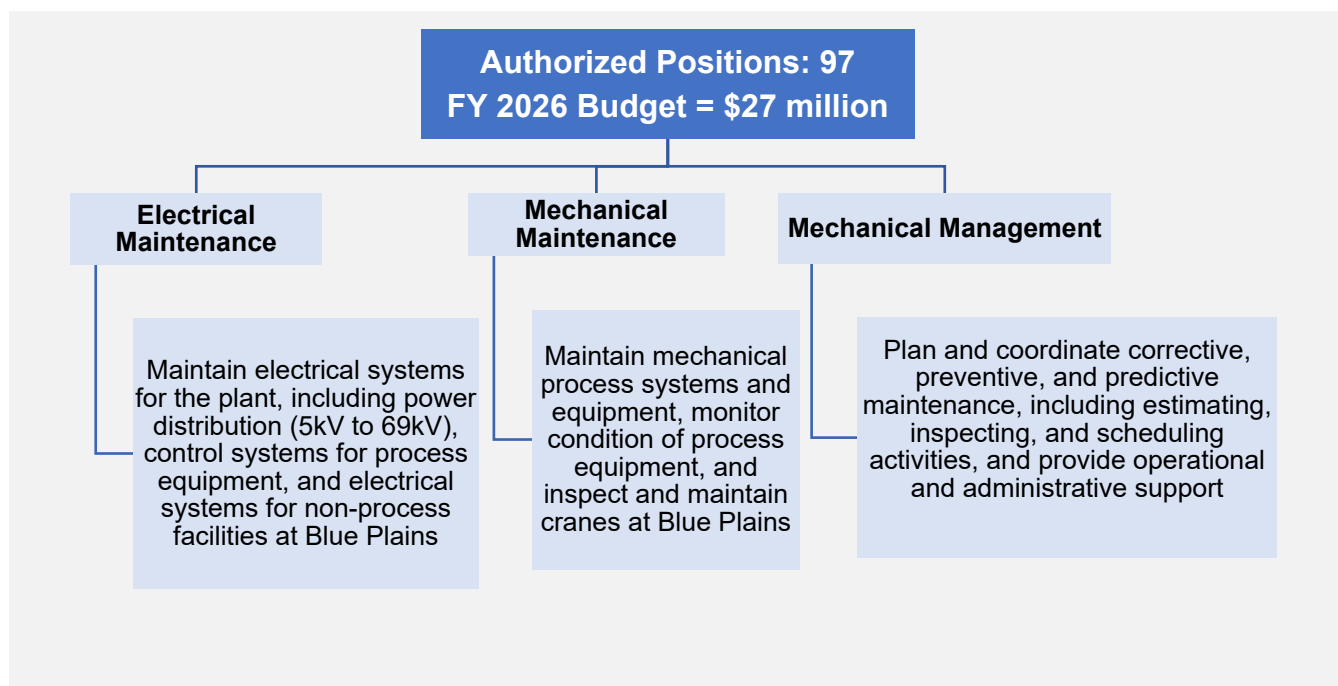 Authorized Positions: 97
FY 2026 Budget = $27 million
Electrical
Maintenance
Mechanical
Maintenance
Mechanical Management
Maintain electrical systems
for the plant, including power
distribution (5kV to 69kV),
control systems for process
equipment, and electrical
systems for non-process
facilities at Blue Plains
Maintain mechanical
process systems and
equipment, monitor
condition of process
equipment, and
inspect and maintain
cranes at Blue Plains
Plan and coordinate corrective,
preventive, and predictive
maintenance, including estimating,
inspecting, and scheduling
activities, and provide operational
and administrative support